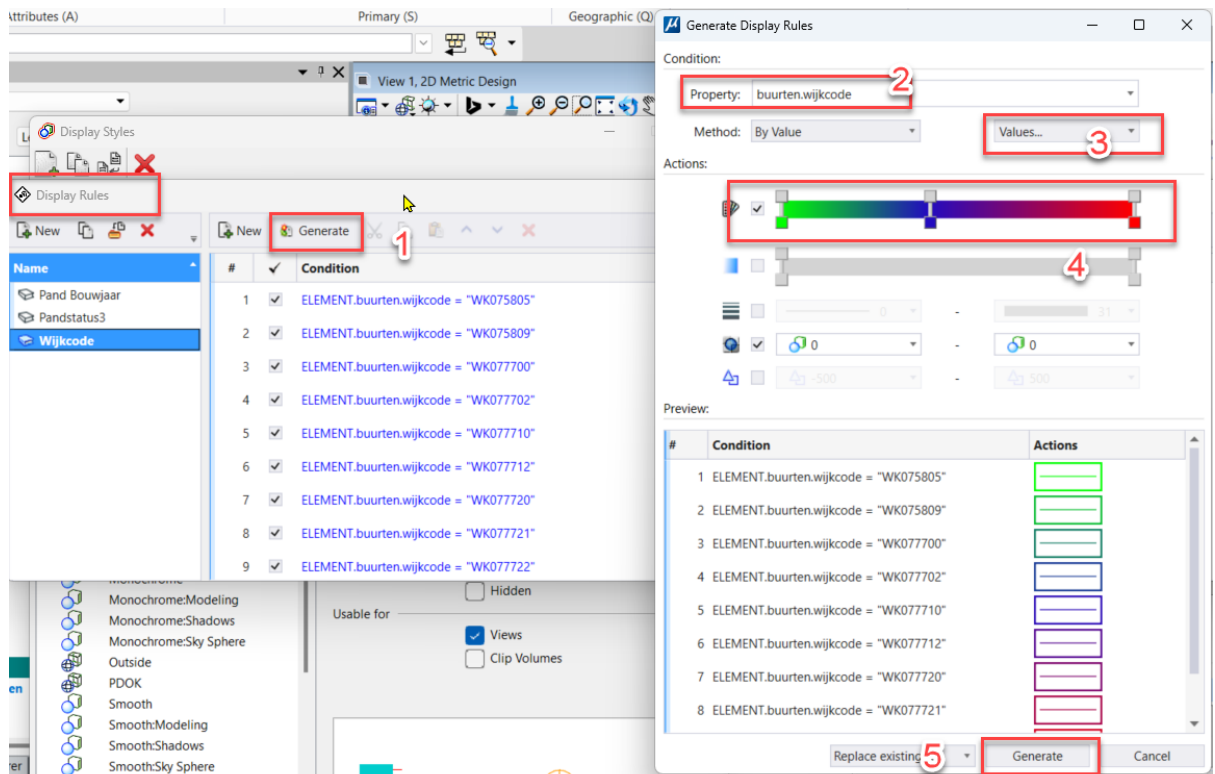 Attributes (A)
Primary (S)
Geographic (Q)
View 1, 2D Metric Design
Display Styles
Display Rules
New
New
Generate
1
Name
Pand Bouwjaar
Pandstatus3
Wijkcode
# Condition
1 ELEMENT.buurten.wijkcode = "WK075805"
2 ELEMENT.buurten.wijkcode = "WK075809"
3 ELEMENT.buurten.wijkcode = "WK077700"
4 ELEMENT.buurten.wijkcode = "WK077702"
5 ELEMENT.buurten.wijkcode = "WK077710"
6 ELEMENT.buurten.wijkcode = "WK077712"
7 ELEMENT.buurten.wijkcode = "WK077720"
8 ELEMENT.buurten.wijkcode = "WK077721"
9 ELEMENT.buurten.wijkcode = "WK077722"
Monochrome
Monochrome:Modeling
Monochrome:Shadows
Monochrome:Sky Sphere
Outside
PDOK
Smooth
Smooth:Modeling
Smooth:Shadows
Smooth:Sky Sphere
Hidden
Usable for
Views
Clip Volumes
Generate Display Rules
Condition:
Property: buurten.wijkcode
2
Method: By Value
Values...
3
Actions:
4
0 - 31
0 - 0
-500 - 500
Preview:
# Condition Actions
1 ELEMENT.buurten.wijkcode = "WK075805"
2 ELEMENT.buurten.wijkcode = "WK075809"
3 ELEMENT.buurten.wijkcode = "WK077700"
4 ELEMENT.buurten.wijkcode = "WK077702"
5 ELEMENT.buurten.wijkcode = "WK077710"
6 ELEMENT.buurten.wijkcode = "WK077712"
7 ELEMENT.buurten.wijkcode = "WK077720"
8 ELEMENT.buurten.wijkcode = "WK077721"
Replace existing
5
Generate
Cancel